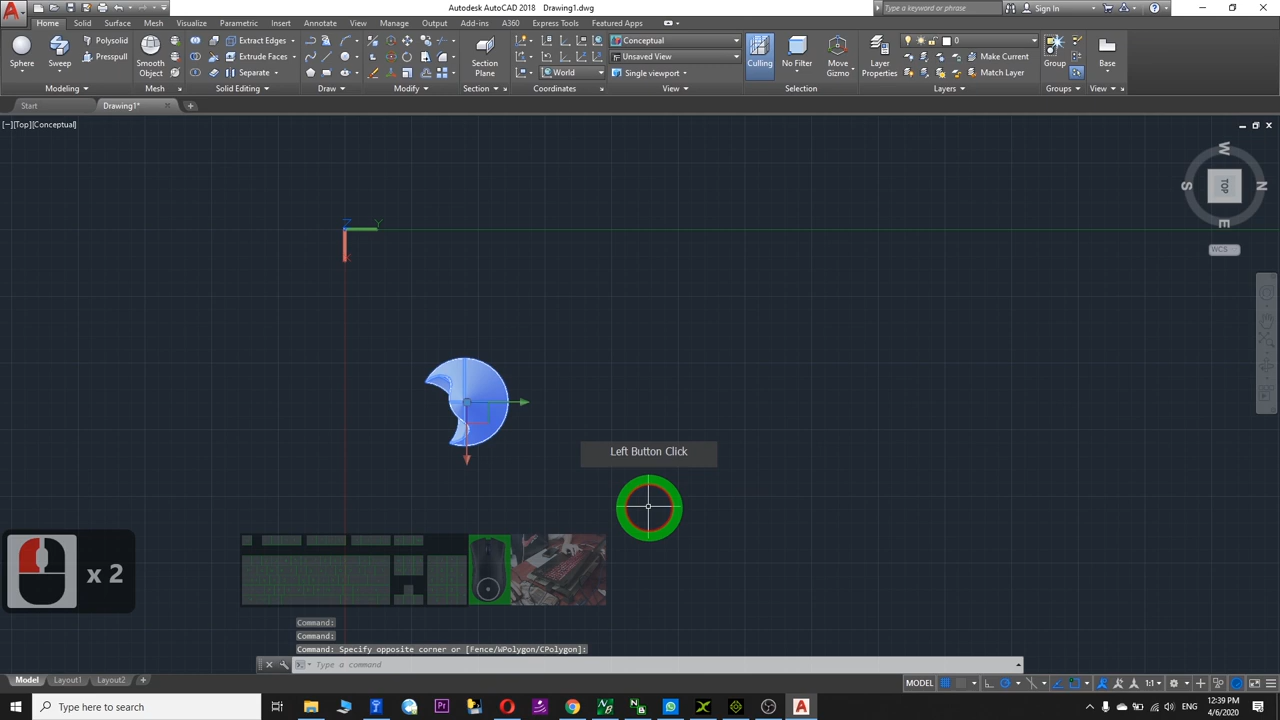 Autodesk AutoCAD 2018 Drawing1.dwg
Type a keyword or phrase
Sign In
Home Solid Surface Mesh Visualize Parametric Insert Annotate View Manage Output Add-ins A360 Express Tools Featured Apps
Sphere
Sweep
Polysolid
Presspull
Smooth
Object
Extract Edges
Extrude Faces
Separate
Section
Plane
World
Conceptual
Unsaved View
Single viewport
Culling
No Filter
Move
Gizmo
Layer
Properties
0
Make Current
Match Layer
Group
Base
Modeling Mesh Solid Editing Draw Modify Section Coordinates View Selection Layers Groups View
Start Drawing1*
[−][Top][Conceptual]
W
S TOP N
E
WCS
Z Y
X
Left Button Click
x 2
Command:
Command:
Command: Specify opposite corner or [Fence/WPolygon/CPolygon]:
Type a command
Model Layout1 Layout2
MODEL 1:1
Type here to search
ENG
12:39 PM
4/6/2020